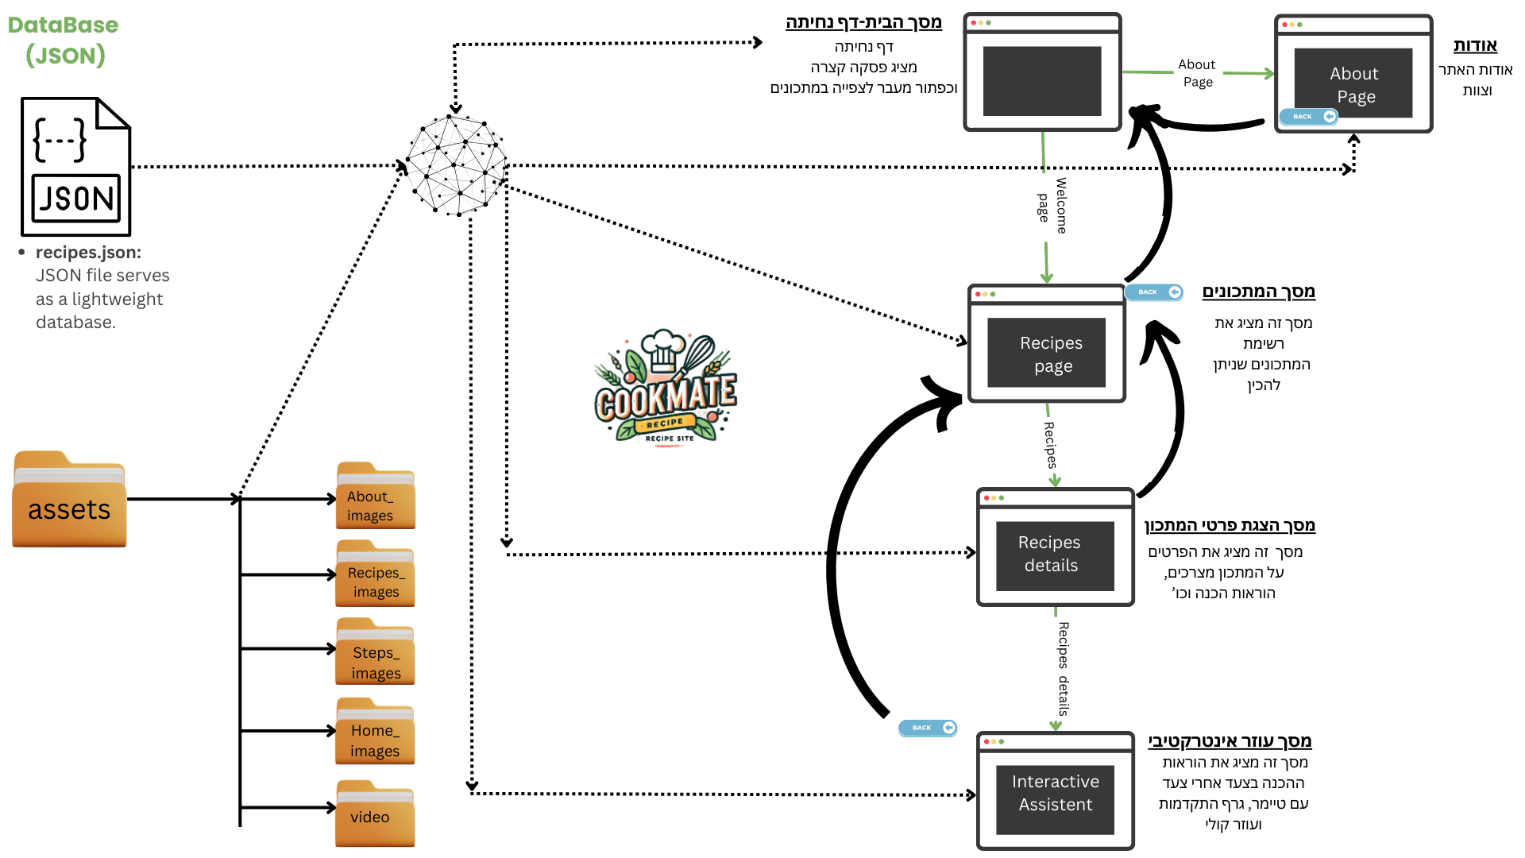 DataBase
(JSON)
{---}
JSON
• recipes.json:
JSON file serves
as a lightweight
database.
assets
About_
images
Recipes_
images
Steps_
images
Home_
images
video
COOKMATE
RECIPE
RECIPE SITE
מסך הבית-דף נחיתה
דף נחיתה
מציג פסקה קצרה
וכפתור מעבר לצפייה במתכונים
About
Page
About
Page
BACK
אודות
אודות האתר
וצוות
Welcome
page
Recipes
page
BACK
מסך המתכונים
מסך זה מציג את
רשימת
המתכונים שניתן
להכין
Recipes
Recipes
details
מסך הצגת פרטי המתכון
מסך זה מציג את הפרטים
על המתכון מצרכים,
הוראות הכנה וכו'
Recipes details
BACK
Interactive
Assistent
מסך עוזר אינטרקטיבי
מסך זה מציג את הוראות
ההכנה בצעד אחרי צעד
עם טיימר, גרף התקדמות
ועוזר קולי